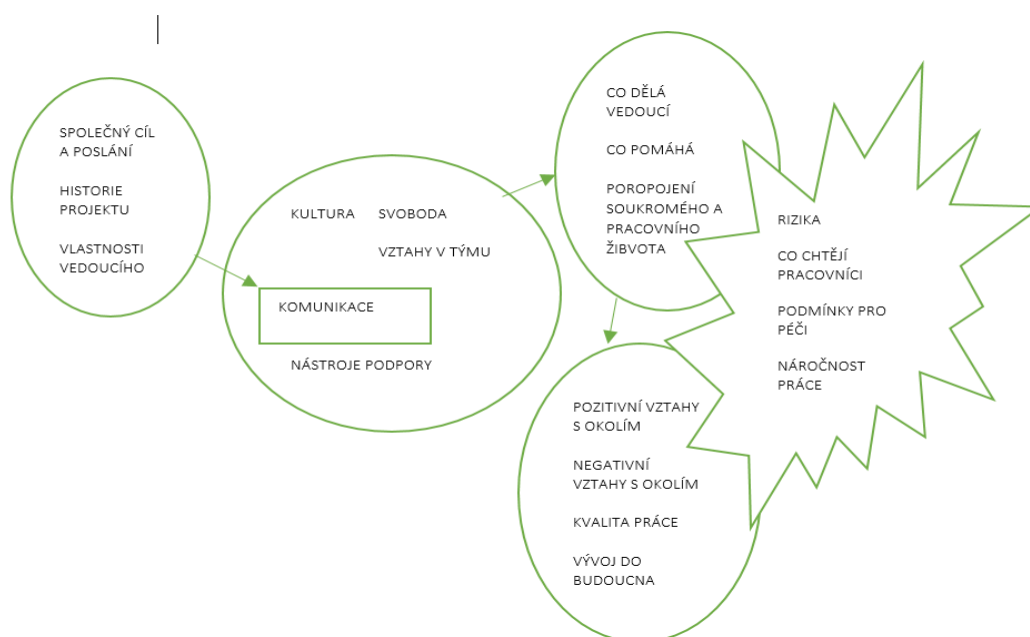 SPOLEČNÝ CÍL
A POSLÁNÍ
HISTORIE
PROJEKTU
VLASTNOSTI
VEDOUCÍHO
KULTURA SVOBODA
VZTAHY V TÝMU
KOMUNIKACE
NÁSTROJE PODPORY
CO DĚLÁ
VEDOUCÍ
CO POMÁHÁ
POROPOJENÍ
SOUKROMÉHO A
PRACOVNÍHO
ŽIBVOTA
POZITIVNÍ VZTAHY
S OKOLÍM
NEGATIVNÍ
VZTAHY S OKOLÍM
KVALITA PRÁCE
VÝVOJ DO
BUDOUCNA
RIZIKA
CO CHTĚJÍ
PRACOVNÍCI
PODMÍNKY PRO
PÉČI
NÁROČNOST
PRÁCE